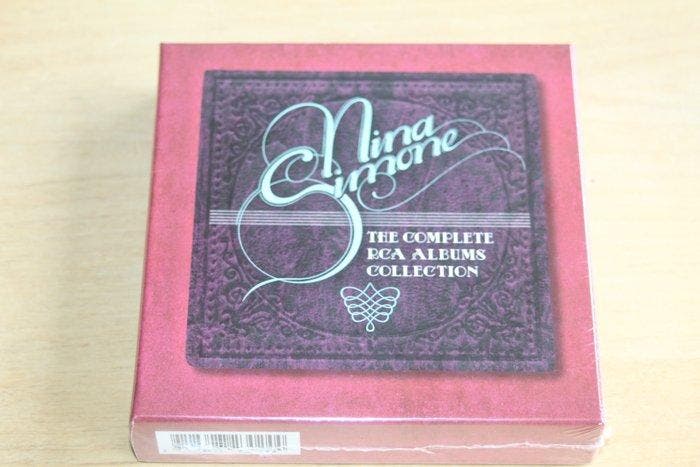 Nina
Simone
THE COMPLETE
RCA ALBUMS
COLLECTION